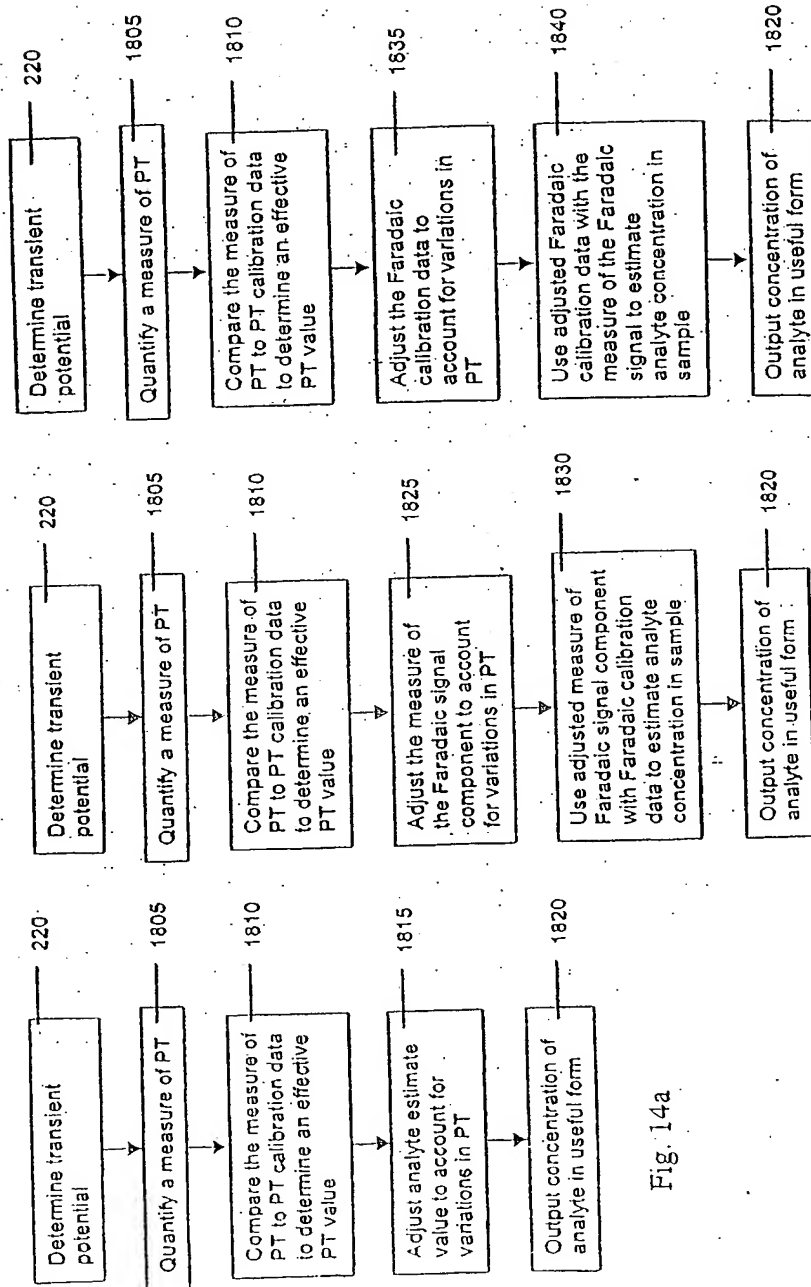 Determine transient
potential
220
Quantify a measure of PT
1805
Compare the measure of
PT to PT calibration data
to determine an effective
PT value
1810
Adjust analyte estimate
value to account for
variations in PT
1815
Output concentration of
analyte in useful form
1820
Determine transient
potential
220
Quantify a measure of PT
1805
Compare the measure of
PT to PT calibration data
to determine an effective
PT value
1810
Adjust the measure of
the Faradaic signal
component to account
for variations in PT
1825
Use adjusted measure of
Faradaic signal component
with Faradaic calibration
data to estimate analyte
concentration in sample
1830
Output concentration of
analyte in useful form
1820
Determine transient
potential
220
Quantify a measure of PT
1805
Compare the measure of
PT to PT calibration data
to determine an effective
PT value
1810
Adjust the Faradaic
calibration data to
account for variations in
PT
1835
Use adjusted Faradaic
calibration data with the
measure of the Faradaic
signal to estimate
analyte concentration in
sample
1840
Output concentration of
analyte in useful form
1820
Fig. 14a